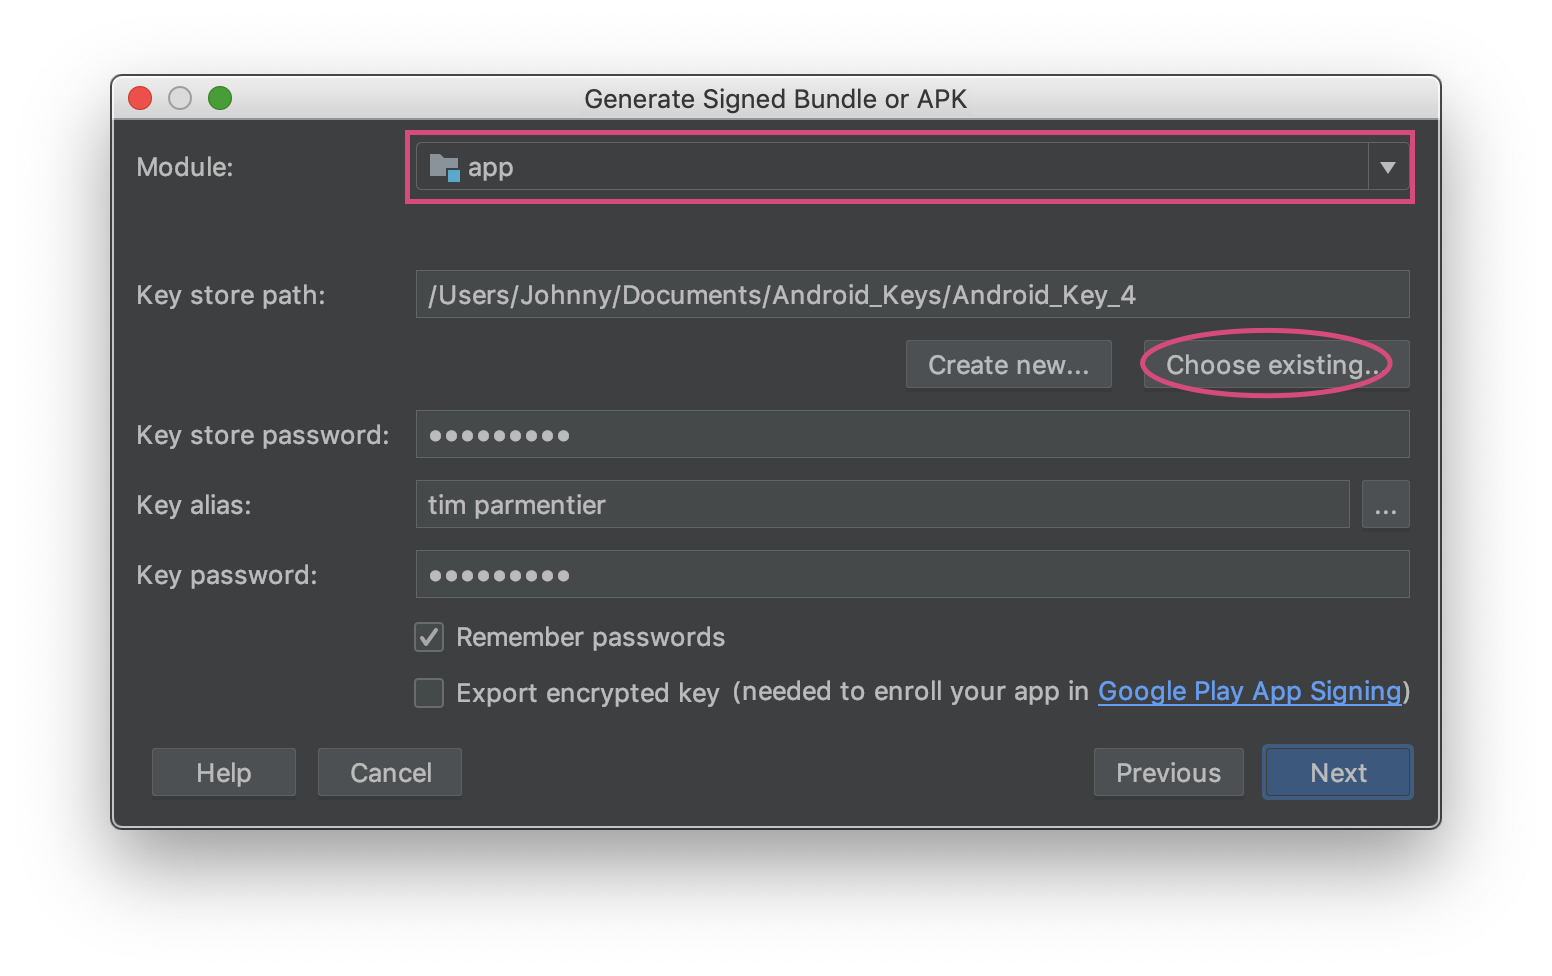 Generate Signed Bundle or APK
Module: app
Key store path: /Users/Johnny/Documents/Android_Keys/Android_Key_4
Create new... Choose existing..
Key store password: •••••••••
Key alias: tim parmentier ...
Key password: •••••••••
Remember passwords
Export encrypted key (needed to enroll your app in Google Play App Signing)
Help Cancel Previous Next